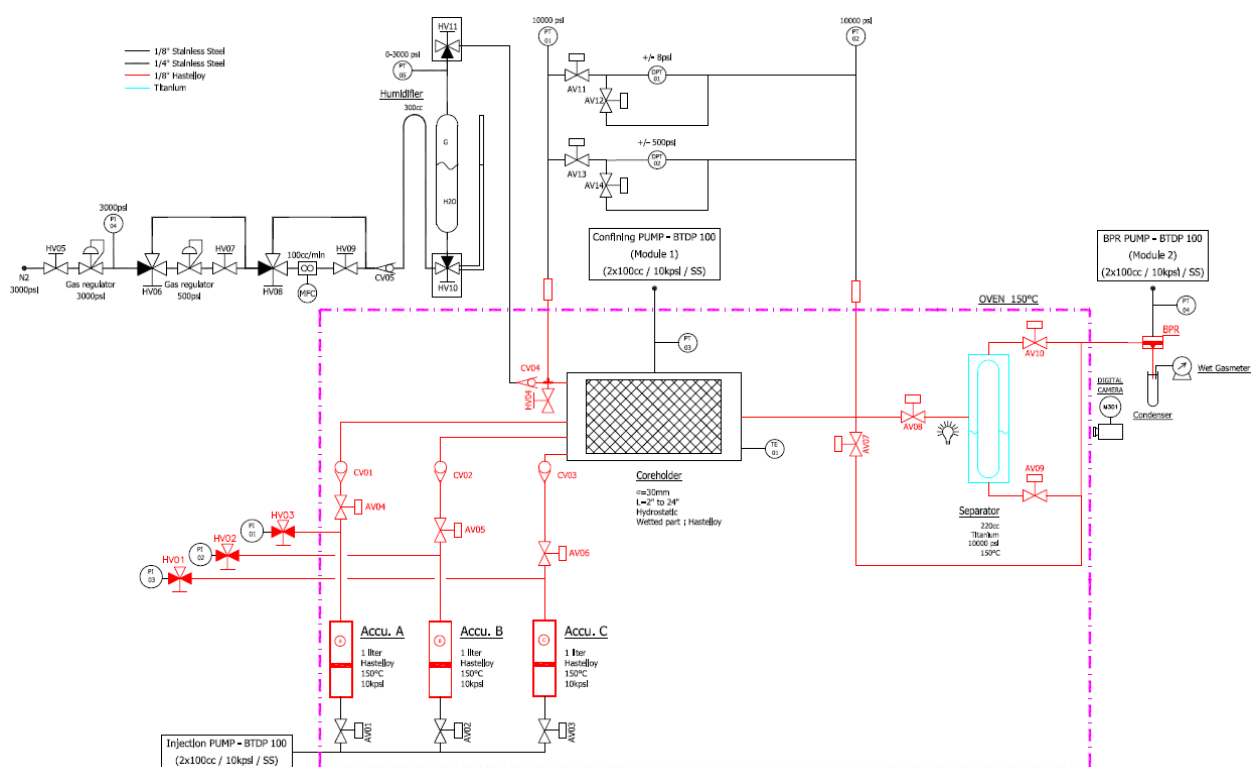 1/8" Stainless Steel
1/4" Stainless Steel
1/8" Hastelloy
Titanium
10000 psi
PT
01
10000 psi
PT
02
HV11
0-3000 psi
PT
05
Humidifier
300cc
G
H2O
HV10
+/- 8psi
DPT
01
AV11
AV12
+/- 500psi
DPT
02
AV13
AV14
3000psi
PI
04
HV05
HV07
100cc/min
HV09
CV05
N2
3000psi
Gas regulator
3000psi
HV06
Gas regulator
500psi
HV08
MFC
Confining PUMP - BTDP 100
(Module 1)
(2x100cc / 10kpsi / SS)
BPR PUMP - BTDP 100
(Module 2)
(2x100cc / 10kpsi / SS)
OVEN 150°C
PT
04
BPR
PT
03
CV04
HV04
AV10
Wet Gasmeter
DIGITAL
CAMERA
M301
Condenser
AV08
AV07
TE
01
CV01
CV02
CV03
Coreholder
L=2" to 24"
Hydrostatic
Wetted part : Hastelloy
AV09
Separator
220cc
Titanium
10000 psi
150°C
AV04
AV05
AV06
PI
01
HV03
PI
02
HV02
PI
03
HV01
A
Accu. A
1 liter
Hastelloy
150°C
10kpsi
B
Accu. B
1 liter
Hastelloy
150°C
10kpsi
Accu. C
1 liter
Hastelloy
150°C
10kpsi
AV01
AV02
AV03
Injection PUMP - BTDP 100
(2x100cc / 10kpsi / SS)